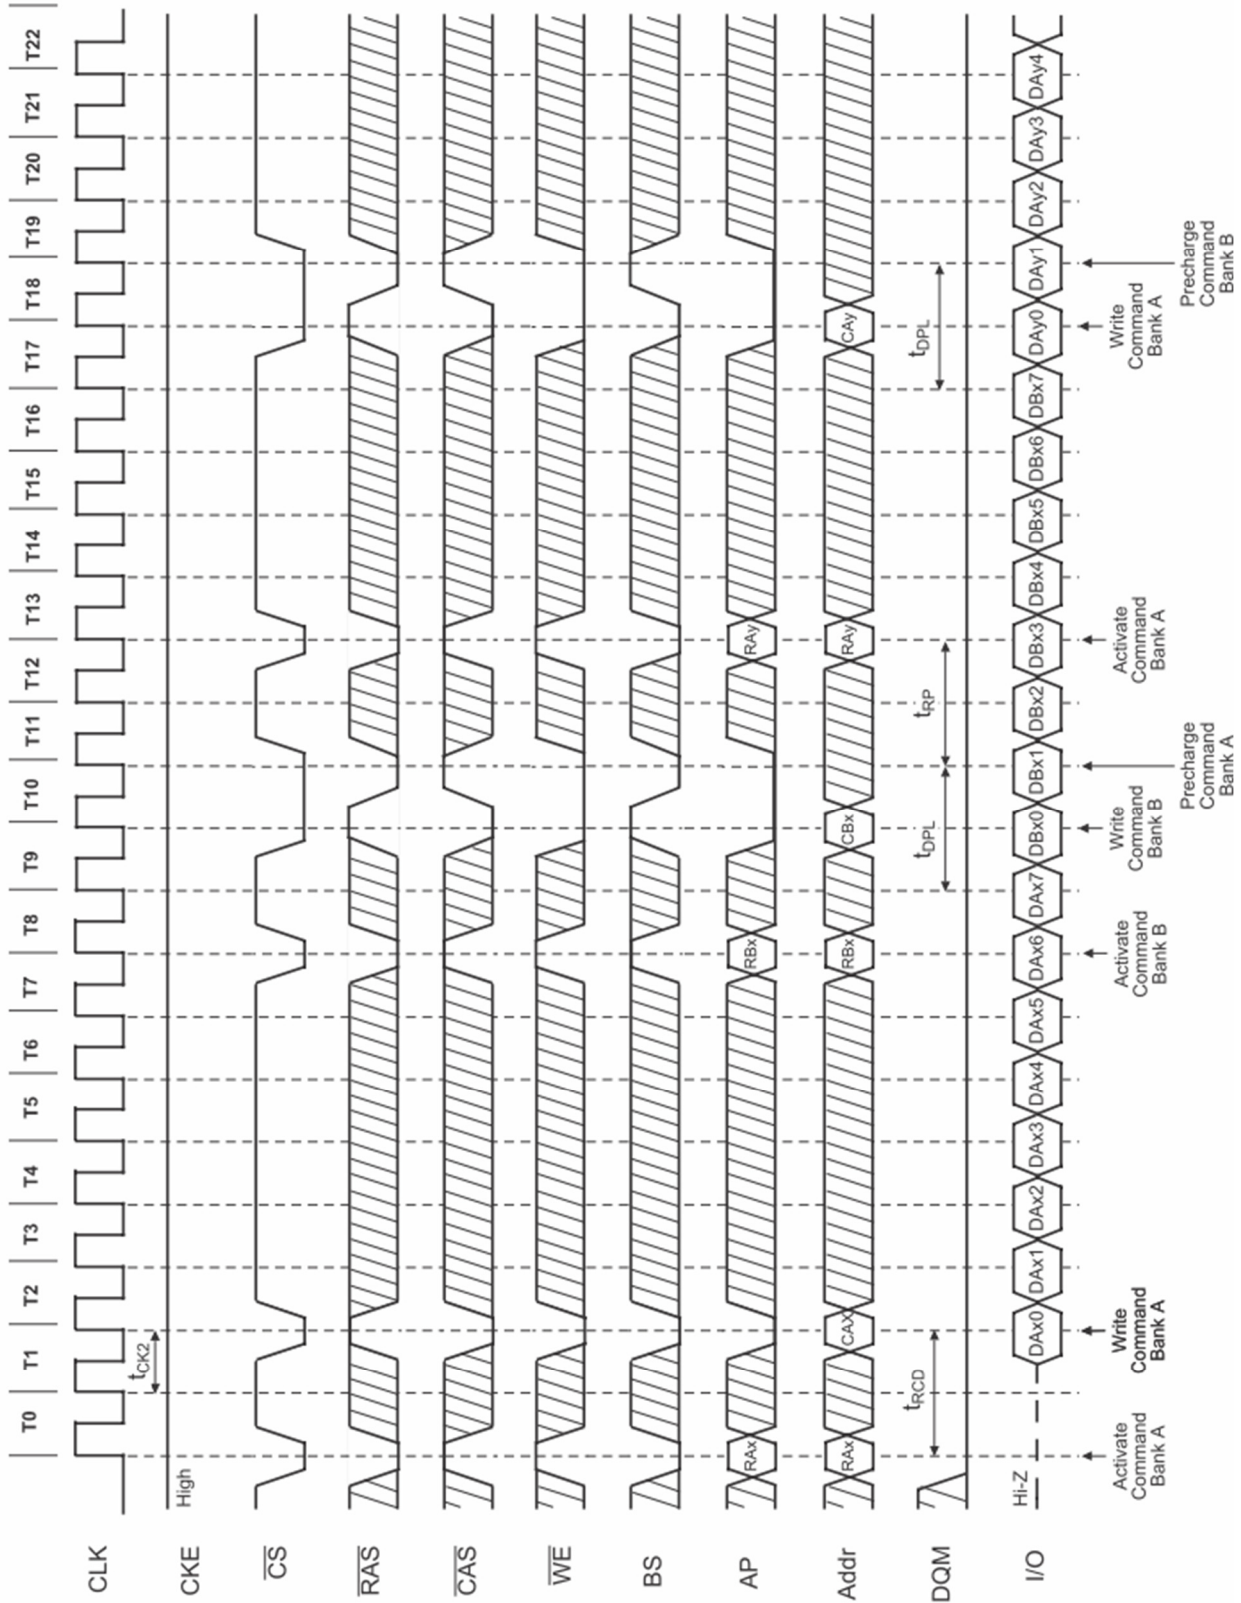 T0 T1 T2 T3 T4 T5 T6 T7 T8 T9 T10 T11 T12 T13 T14 T15 T16 T17 T18 T19 T20 T21 T22
CLK
tCK2
CKE
High
CS
RAS
CAS
WE
BS
AP
RAx RBx RAy
Addr
RAx CAX RBx CBx RAy CAy
DQM
tRCD tDPL tRP tDPL
I/O
Hi-Z
DAx0 DAx1 DAx2 DAx3 DAx4 DAx5 DAx6 DAx7 DBx0 DBx1 DBx2 DBx3 DBx4 DBx5 DBx6 DBx7 DAy0 DAy1 DAy2 DAy3 DAy4
Activate
Command
Bank A
Write
Command
Bank A
Activate
Command
Bank B
Write
Command
Bank B
Precharge
Command
Bank A
Activate
Command
Bank A
Write
Command
Bank A
Precharge
Command
Bank B